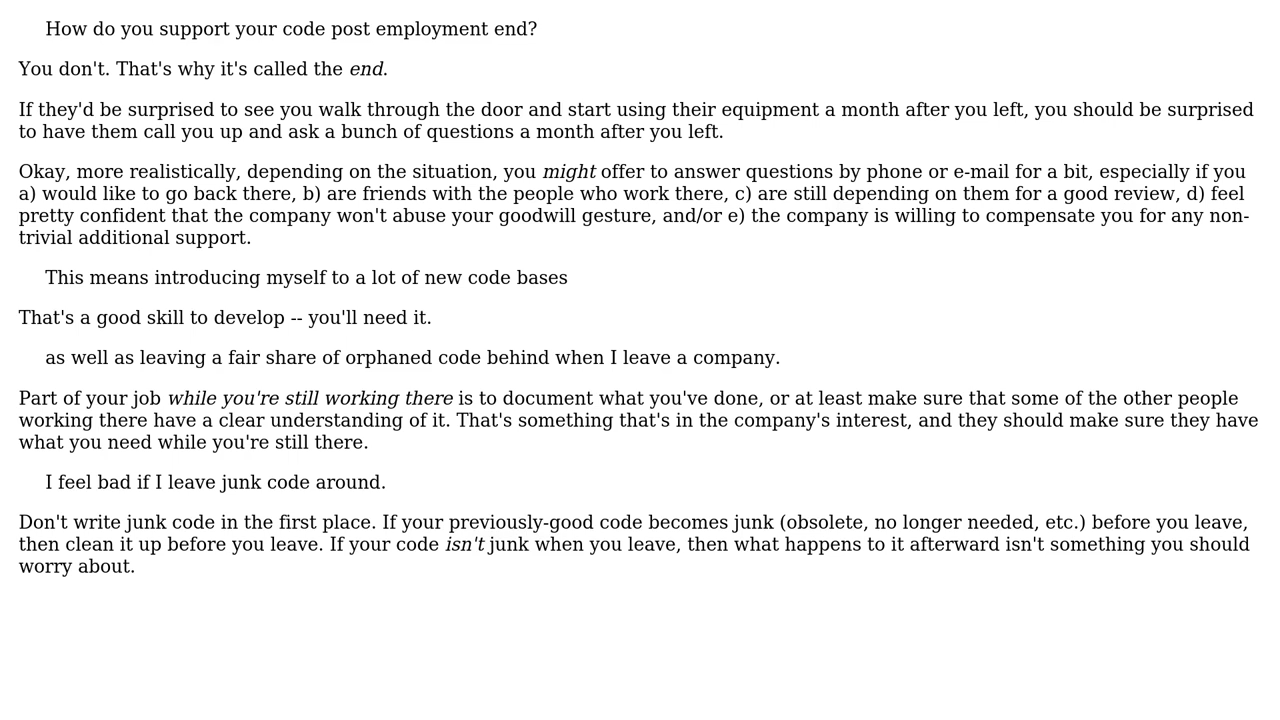 How do you support your code post employment end?
You don't. That's why it's called the end.
If they'd be surprised to see you walk through the door and start using their equipment a month after you left, you should be surprised
to have them call you up and ask a bunch of questions a month after you left.
Okay, more realistically, depending on the situation, you might offer to answer questions by phone or e-mail for a bit, especially if you
a) would like to go back there, b) are friends with the people who work there, c) are still depending on them for a good review, d) feel
pretty confident that the company won't abuse your goodwill gesture, and/or e) the company is willing to compensate you for any non-
trivial additional support.
This means introducing myself to a lot of new code bases
That's a good skill to develop -- you'll need it.
as well as leaving a fair share of orphaned code behind when I leave a company.
Part of your job while you're still working there is to document what you've done, or at least make sure that some of the other people
working there have a clear understanding of it. That's something that's in the company's interest, and they should make sure they have
what you need while you're still there.
I feel bad if I leave junk code around.
Don't write junk code in the first place. If your previously-good code becomes junk (obsolete, no longer needed, etc.) before you leave,
then clean it up before you leave. If your code isn't junk when you leave, then what happens to it afterward isn't something you should
worry about.